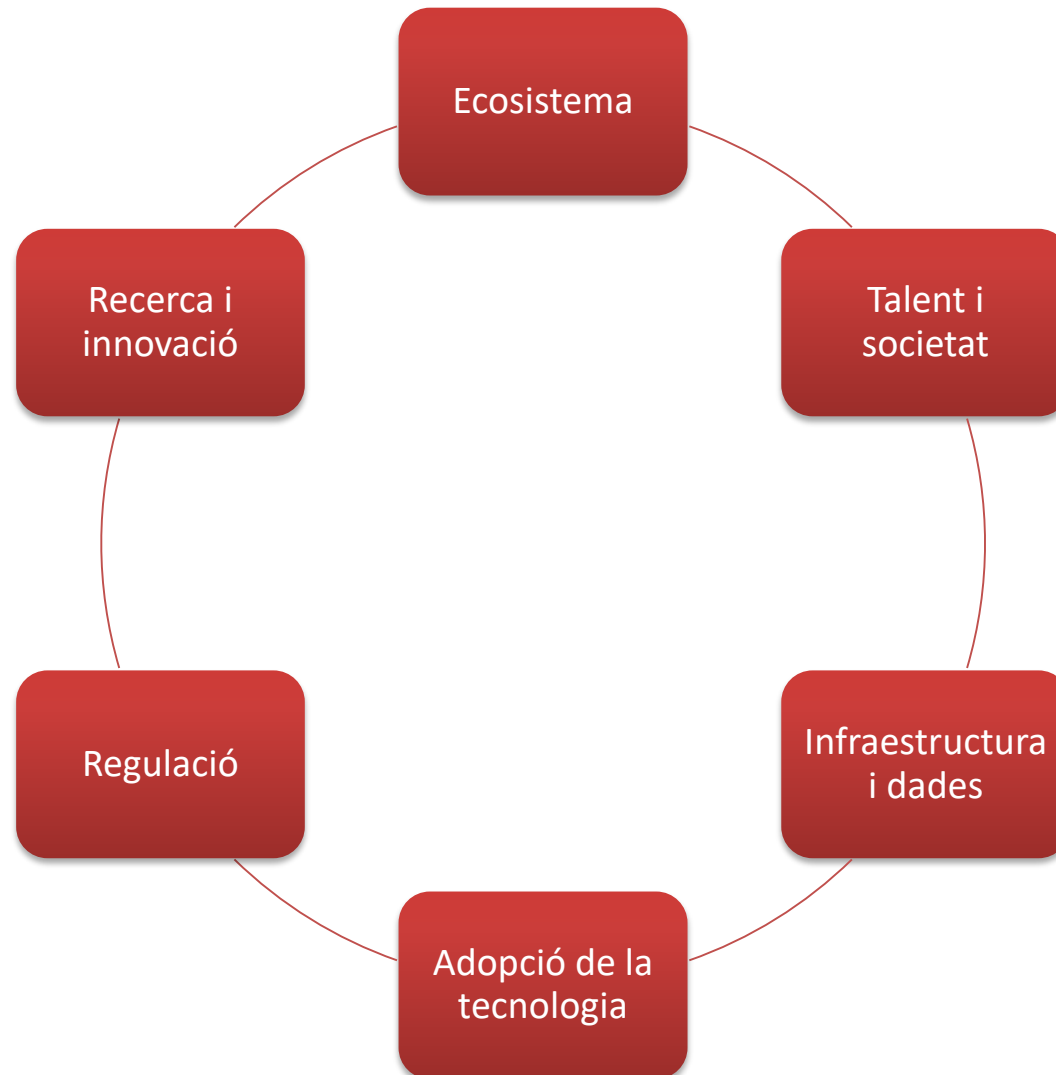 Ecosistema
Talent i
societat
Infraestructura
i dades
Adopció de la
tecnologia
Regulació
Recerca i
innovació